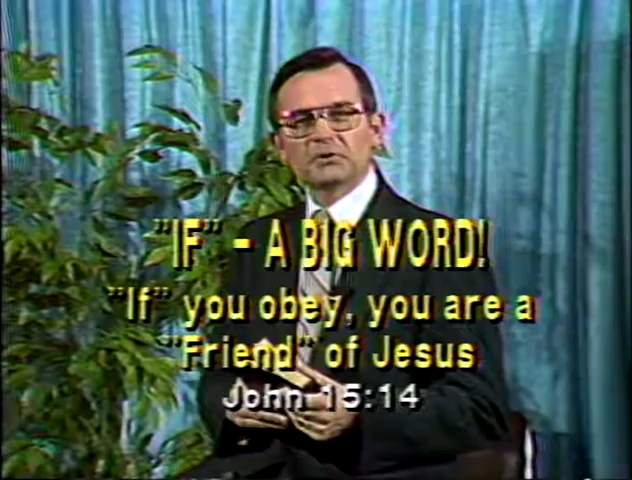 "IF" - A BIG WORD!
"If" you obey, you are a
"Friend" of Jesus
John 15:14